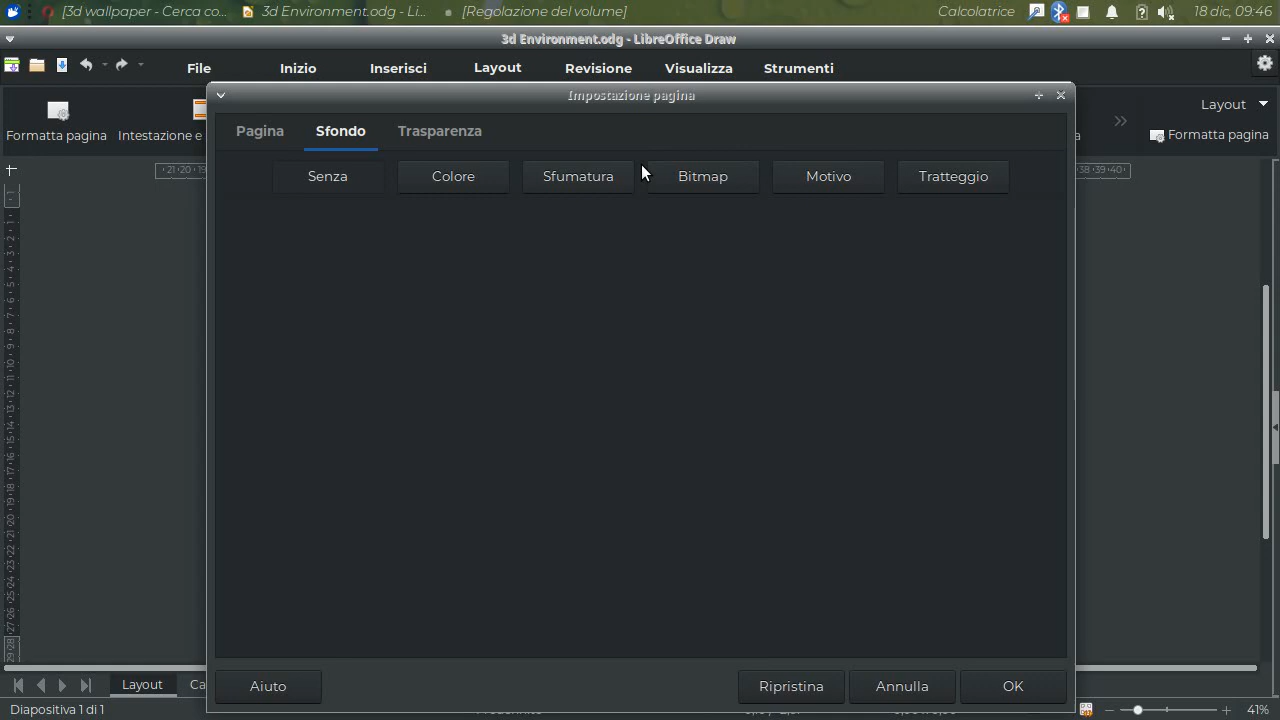 [3d wallpaper - Cerca co...
3d Environment.odg - Li...
[Regolazione del volume]
Calcolatrice
18 dic, 09:46
3d Environment.odg - LibreOffice Draw
File
Inizio
Inserisci
Layout
Revisione
Visualizza
Strumenti
Impostazione pagina
Formatta pagina
Intestazione e
Layout
Formatta pagina
Pagina
Sfondo
Trasparenza
Senza
Colore
Sfumatura
Bitmap
Motivo
Tratteggio
Aiuto
Ripristina
Annulla
OK
Layout
Ca
Diapositiva 1 di 1
41%